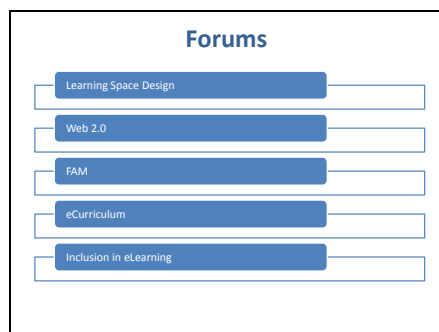 Forums
Learning Space Design
Web 2.0
FAM
eCurriculum
Inclusion in eLearning